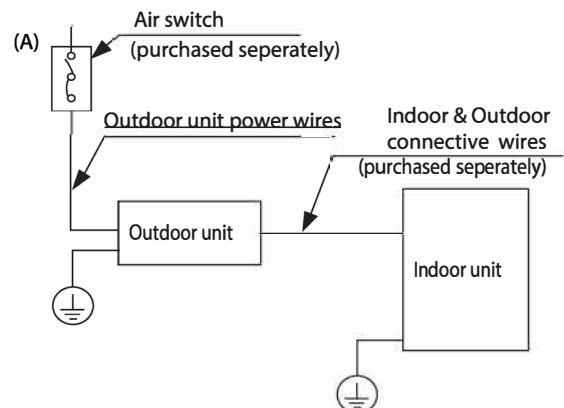 (A)
Air switch
(purchased seperately)
Outdoor unit power wires
Indoor & Outdoor
connective wires
(purchased seperately)
Outdoor unit
Indoor unit